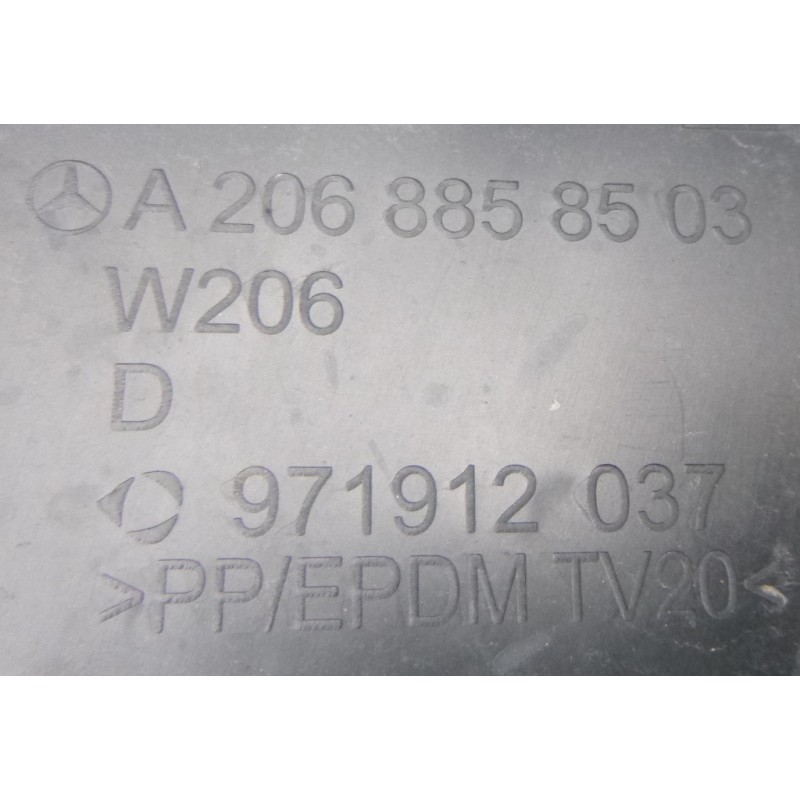 A 206 885 85 03
W206
D
971912 037
>PP/EPDM TV20<